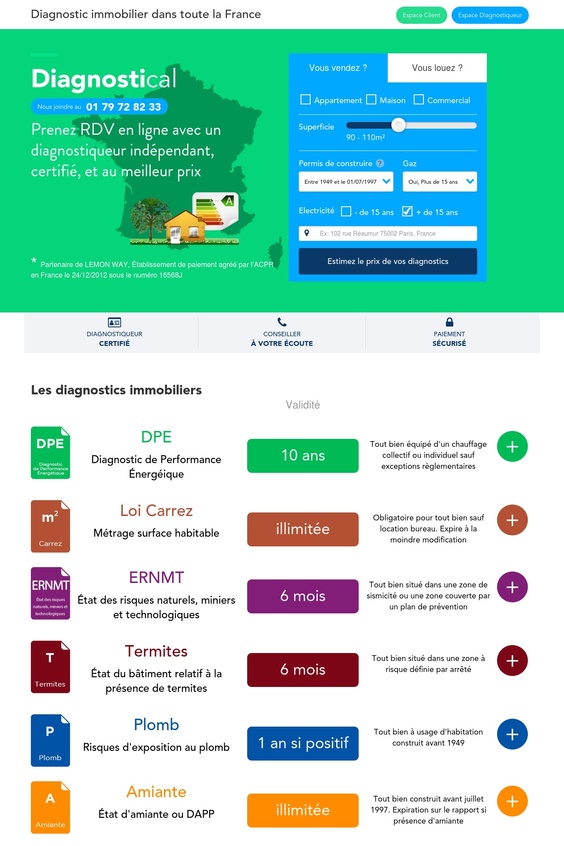 Diagnostic immobilier dans toute la France
Espace Client
Espace Diagnostiqueur
Diagnostical
Nous joindre au 01 79 72 82 33
Prenez RDV en ligne avec un
diagnostiqueur indépendant,
certifié, et au meilleur prix
A
* Partenaire de LEMON WAY, Établissement de paiement agréé par l'ACPR
en France le 24/12/2012 sous le numéro 16568J
Vous vendez ?
Vous louez ?
Appartement
Maison
Commercial
Superficie
90 - 110m²
Permis de construire ?
Gaz
Entre 1949 et le 01/07/1997
Oui, Plus de 15 ans
Electricité
- de 15 ans
+ de 15 ans
Ex: 102 rue Réaumur 75002 Paris, France
Estimez le prix de vos diagnostics
DIAGNOSTIQUEUR
CERTIFIÉ
CONSEILLER
À VOTRE ÉCOUTE
PAIEMENT
SÉCURISÉ
Les diagnostics immobiliers
Validité
DPE
Diagnostic
de Performance
Énergétique
DPE
Diagnostic de Performance
Énergéique
10 ans
Tout bien équipé d'un chauffage
collectif ou individuel sauf
exceptions règlementaires
+
m²
Carrez
Loi Carrez
Métrage surface habitable
illimitée
Obligatoire pour tout bien sauf
location bureau. Expire à la
moindre modification
+
ERNMT
État des risques
naturels, miniers et
technologiques
ERNMT
État des risques naturels, miniers
et technologiques
6 mois
Tout bien situé dans une zone de
sismicité ou une zone couverte par
un plan de prévention
+
T
Termites
Termites
État du bâtiment relatif à la
présence de termites
6 mois
Tout bien situé dans une zone à
risque définie par arrêté
+
P
Plomb
Plomb
Risques d'exposition au plomb
1 an si positif
Tout bien à usage d'habitation
construit avant 1949
+
A
Amiante
Amiante
État d'amiante ou DAPP
illimitée
Tout bien construit avant juillet
1997. Expiration sur le rapport si
présence d'amiante
+